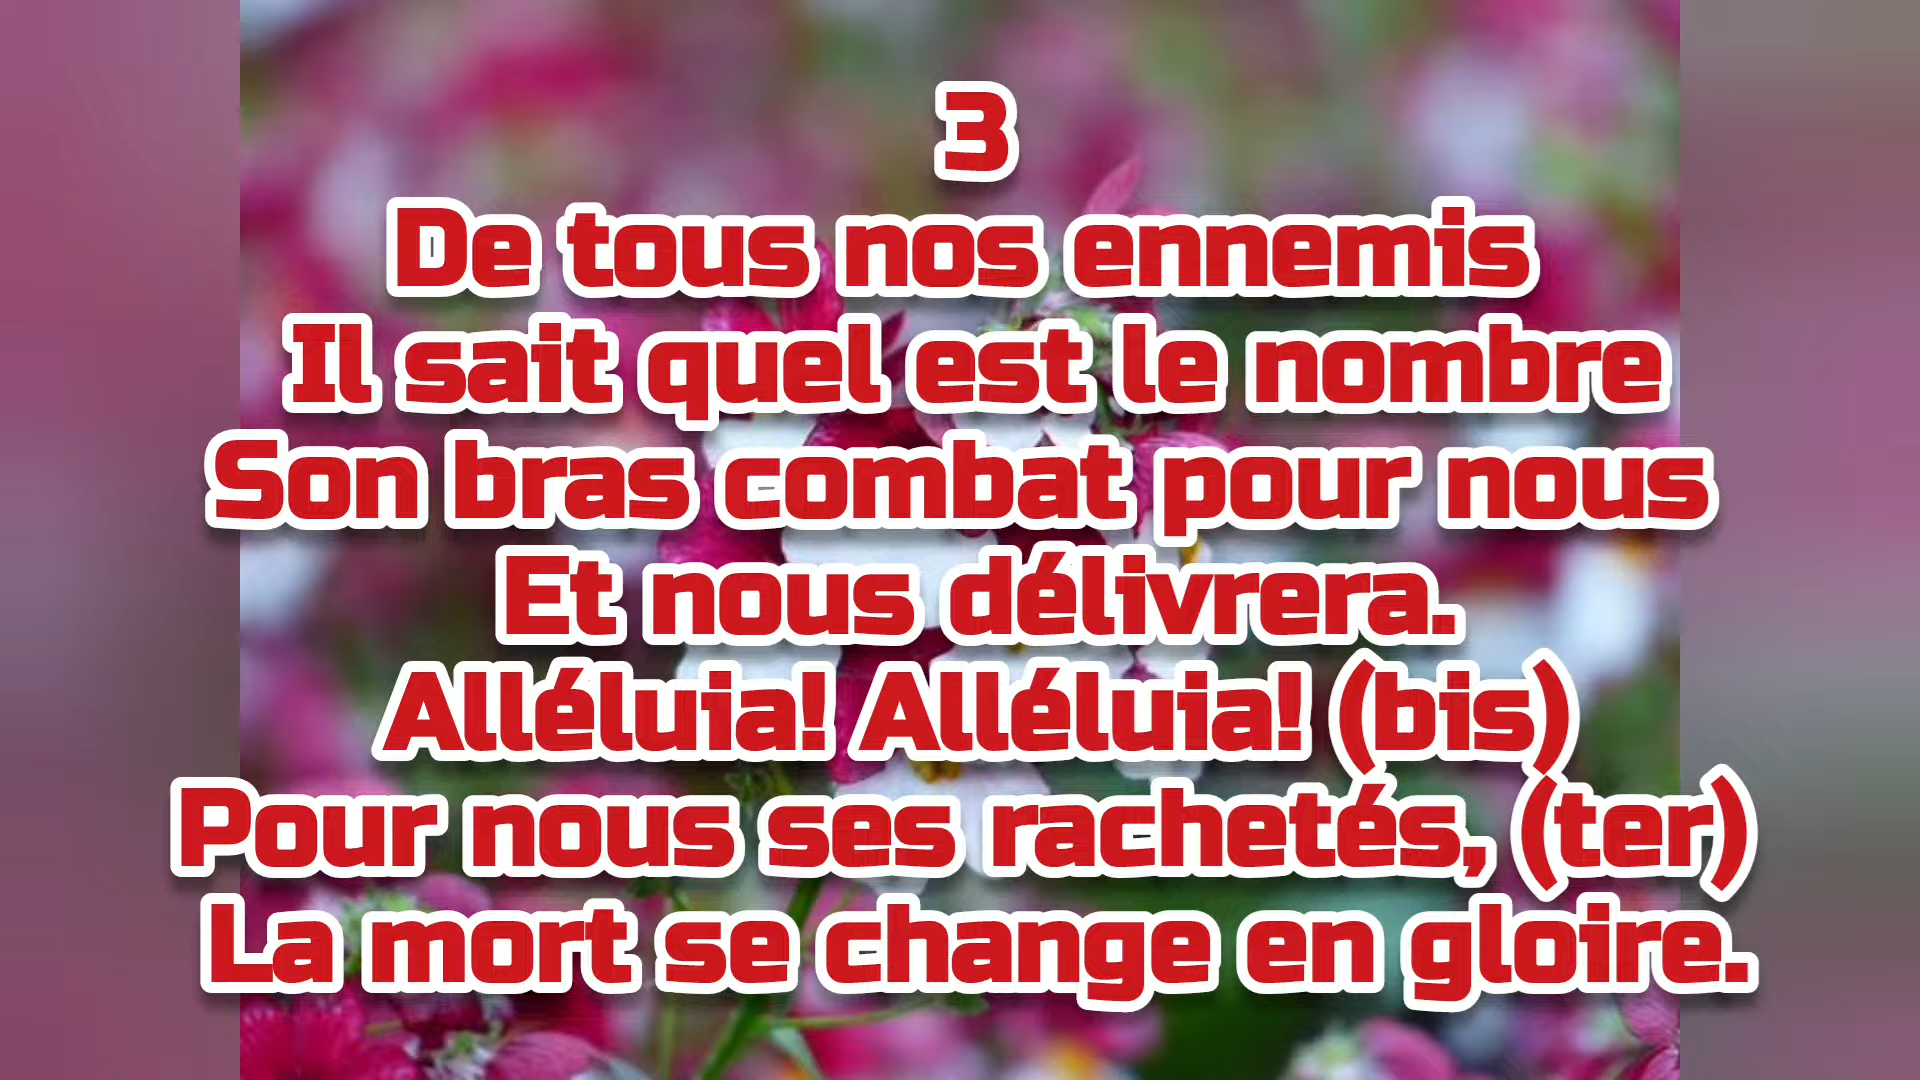 3
De tous nos ennemis
Il sait quel est le nombre
Son bras combat pour nous
Et nous délivrera.
Alléluia! Alléluia! (bis)
Pour nous ses rachetés, (ter)
La mort se change en gloire.